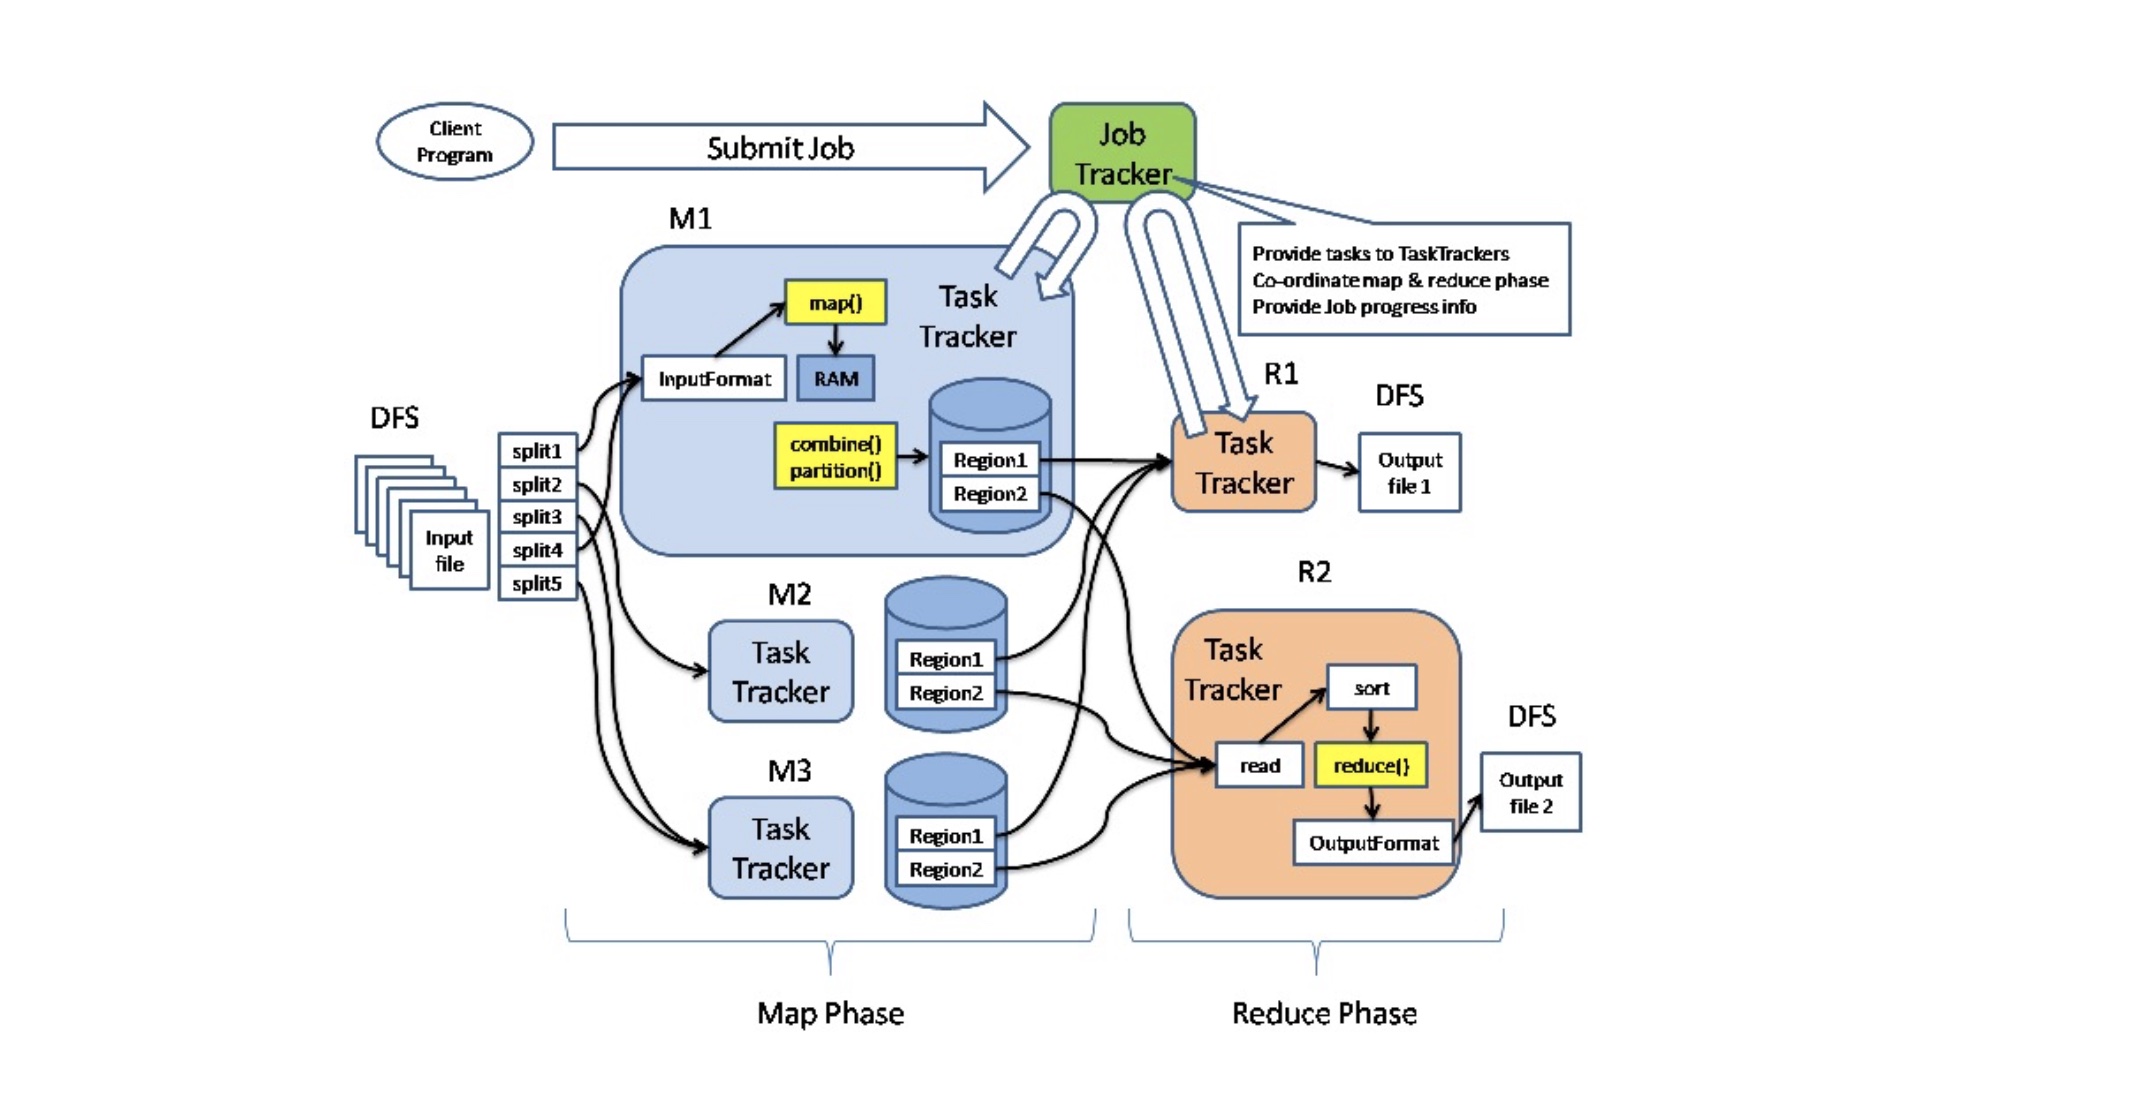 Client
Program
Submit Job
Job
Tracker
Provide tasks to TaskTrackers
Co-ordinate map & reduce phase
Provide Job progress info
M1
map()
Task
Tracker
InputFormat
RAM
combine()
partition()
Region1
Region2
DFS
Input
file
split1
split2
split3
split4
split5
M2
Task
Tracker
Region1
Region2
M3
Task
Tracker
Region1
Region2
R1
Task
Tracker
DFS
Output
file 1
R2
Task
Tracker
sort
read
reduce()
OutputFormat
DFS
Output
file 2
Map Phase
Reduce Phase